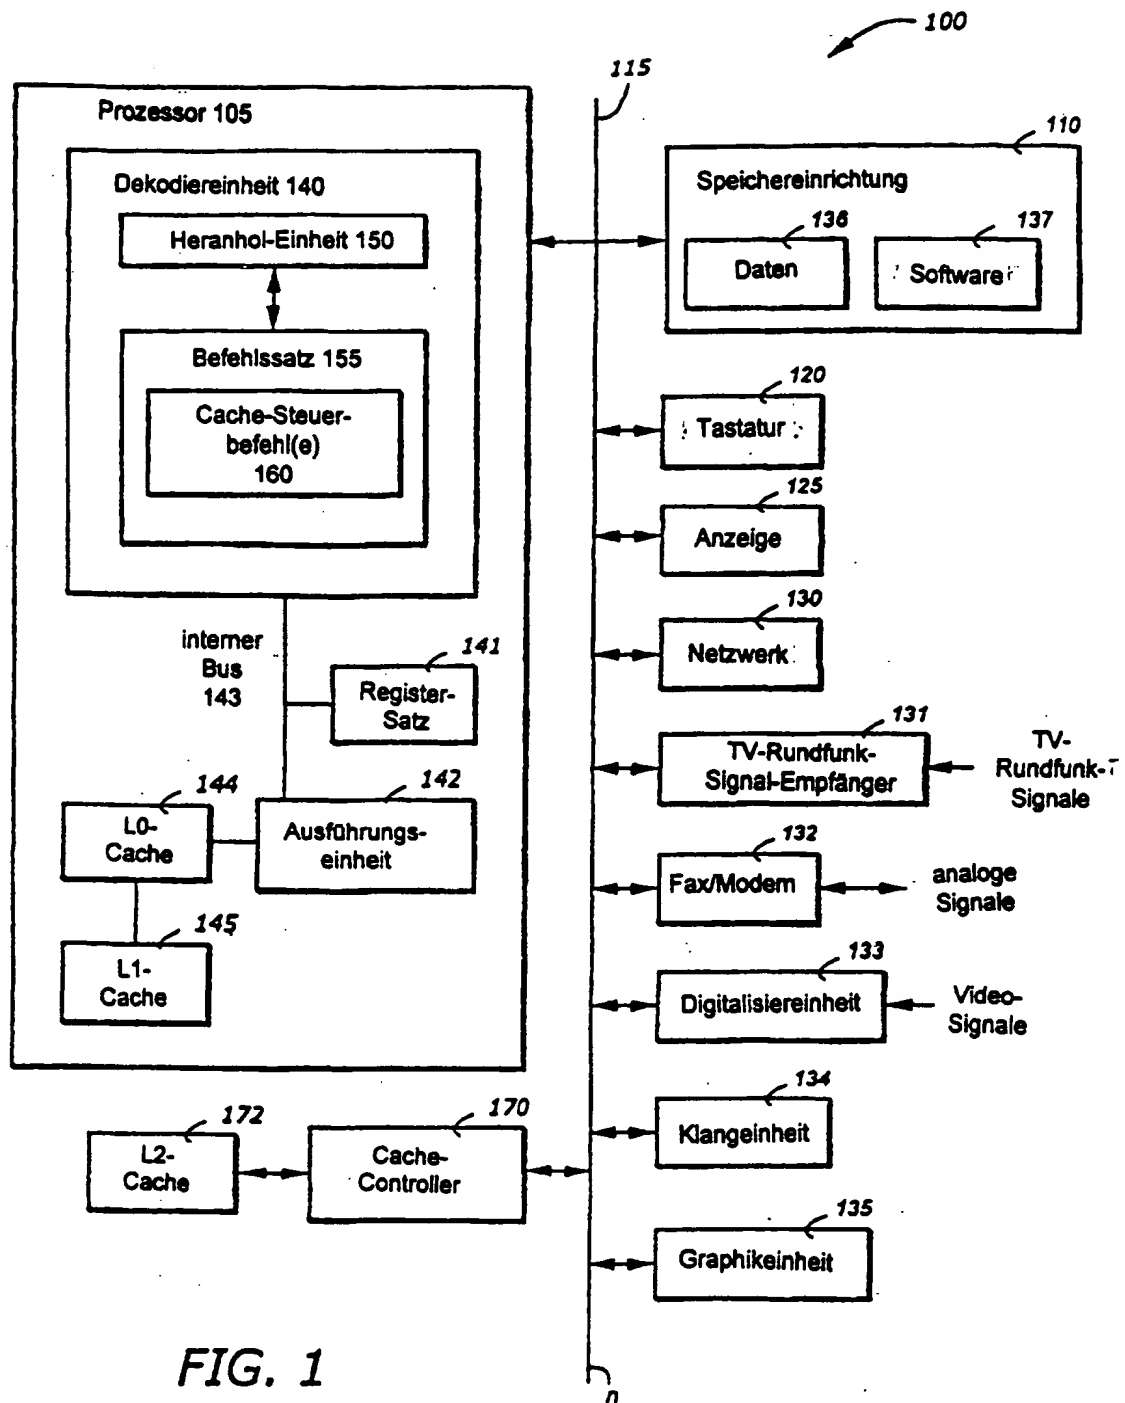 100
115
Prozessor 105
110
Dekodiereinheit 140
Speichereinrichtung
Heranhol-Einheit 150
136
137
Daten
Software
Befehlssatz 155
Cache-Steuer-
befehl(e)
160
120
Tastatur
125
Anzeige
130
Netzwerk
interner
Bus
143
141
Register-
Satz
131
TV-Rundfunk-
Signal-Empfänger
TV-
Rundfunk-
Signale
144
L0-
Cache
142
Ausführungs-
einheit
132
Fax/Modem
analoge
Signale
145
L1-
Cache
133
Digitalisiereinheit
Video-
Signale
134
Klangeinheit
172
L2-
Cache
170
Cache-
Controller
135
Graphikeinheit
FIG. 1